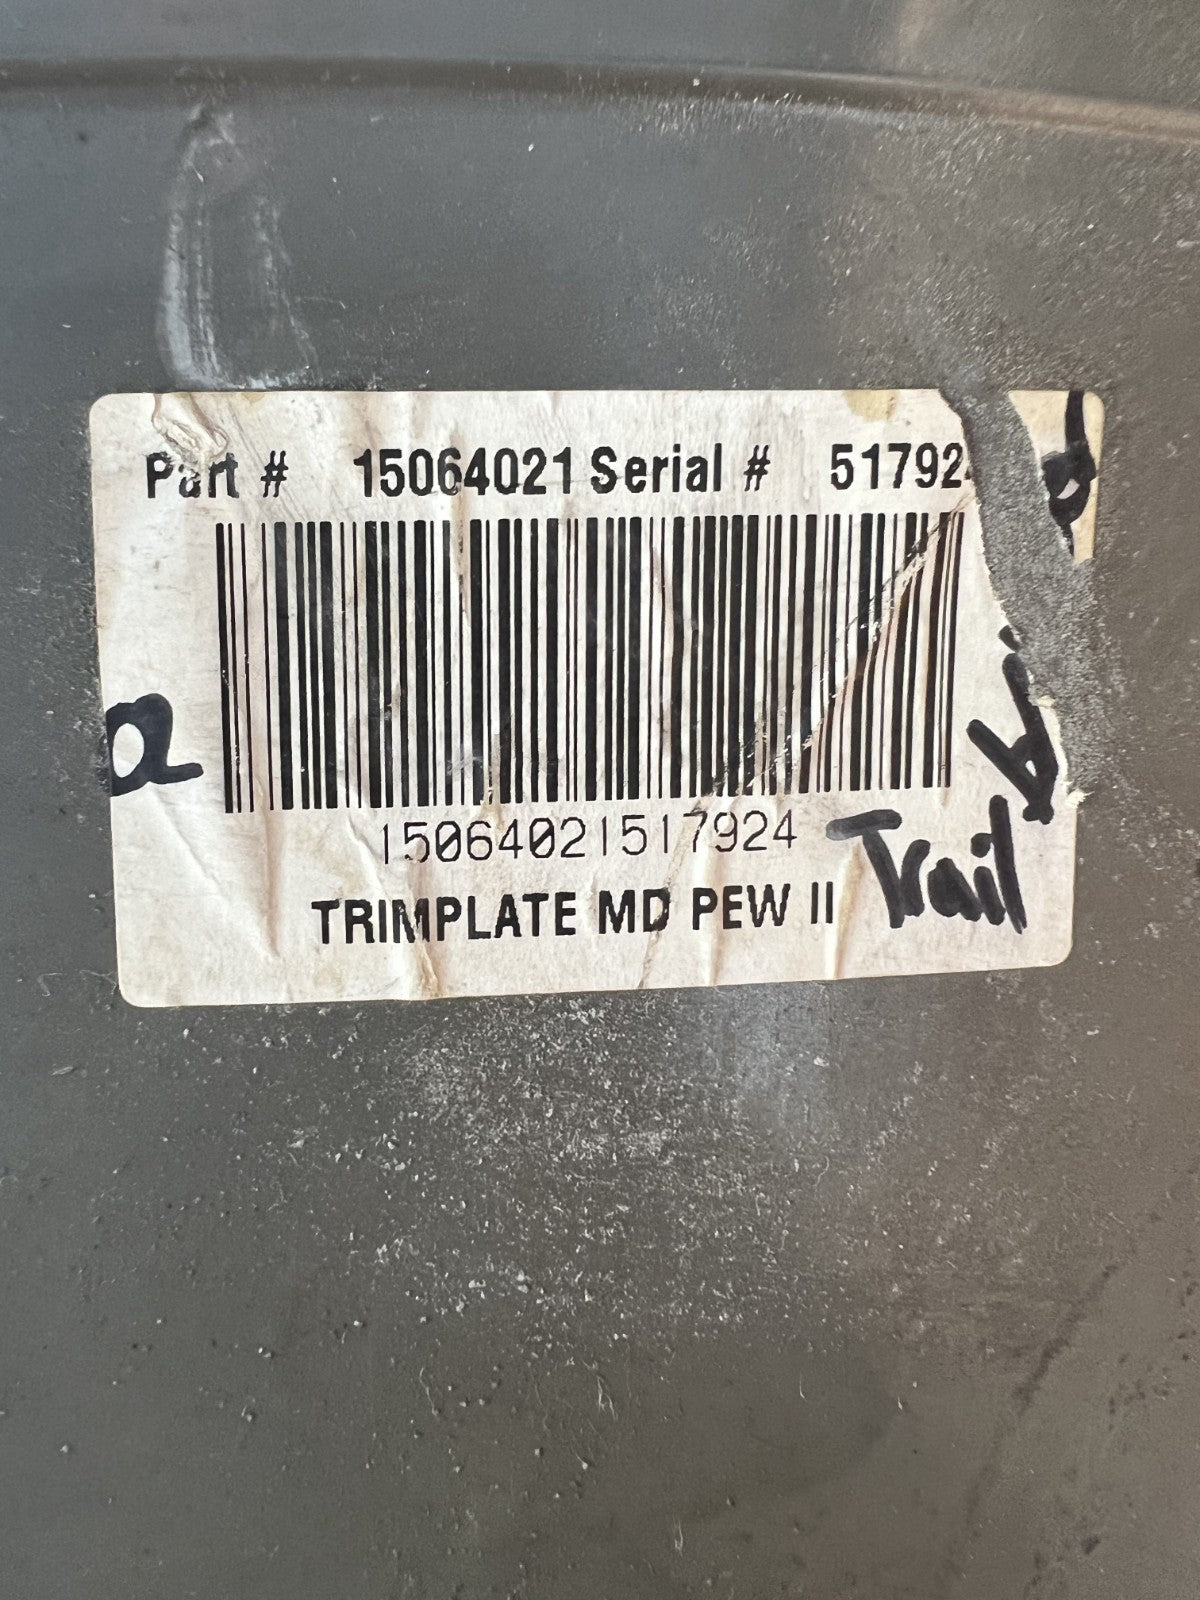 Part # 15064021 Serial # 51792
15064021517924
TRIMPLATE MD PEW II
Trail